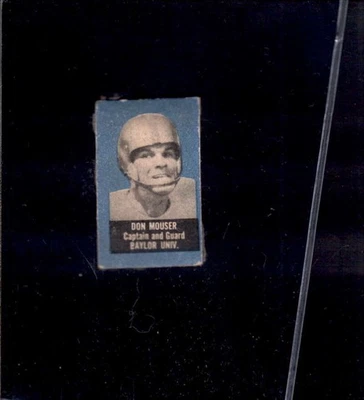 DON MOUSER
Captain and Guard
BAYLOR UNIV.